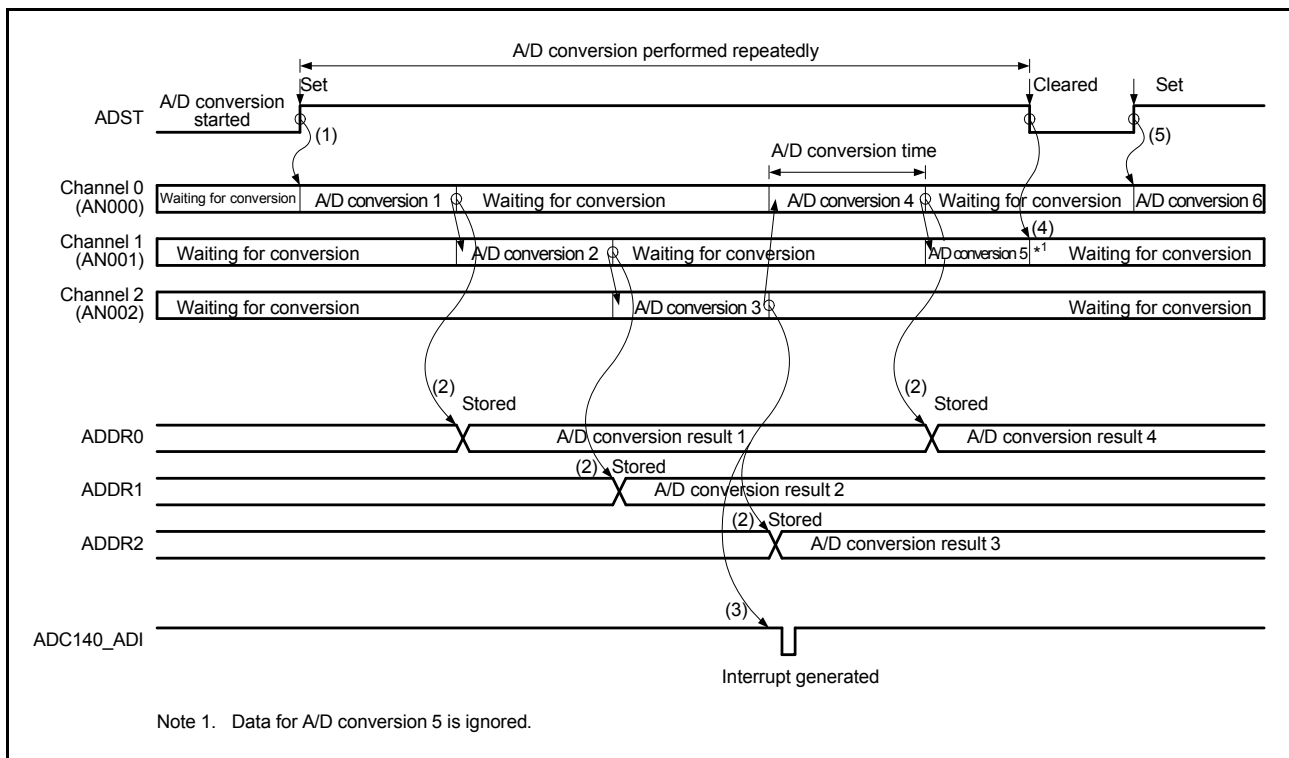 A/D conversion performed repeatedly
Set
Cleared
Set
ADST
A/D conversion
started
(1)
(5)
A/D conversion time
Channel 0
(AN000)
Waiting for conversion
A/D conversion 1
Waiting for conversion
A/D conversion 4
Waiting for conversion
A/D conversion 6
(4)
Channel 1
(AN001)
Waiting for conversion
A/D conversion 2
Waiting for conversion
A/D conversion 5
*1
Waiting for conversion
Channel 2
(AN002)
Waiting for conversion
A/D conversion 3
Waiting for conversion
(2)
Stored
(2)
Stored
ADDR0
A/D conversion result 1
A/D conversion result 4
(2)
Stored
ADDR1
A/D conversion result 2
(2)
Stored
ADDR2
A/D conversion result 3
(3)
ADC140_ADI
Interrupt generated
Note 1. Data for A/D conversion 5 is ignored.